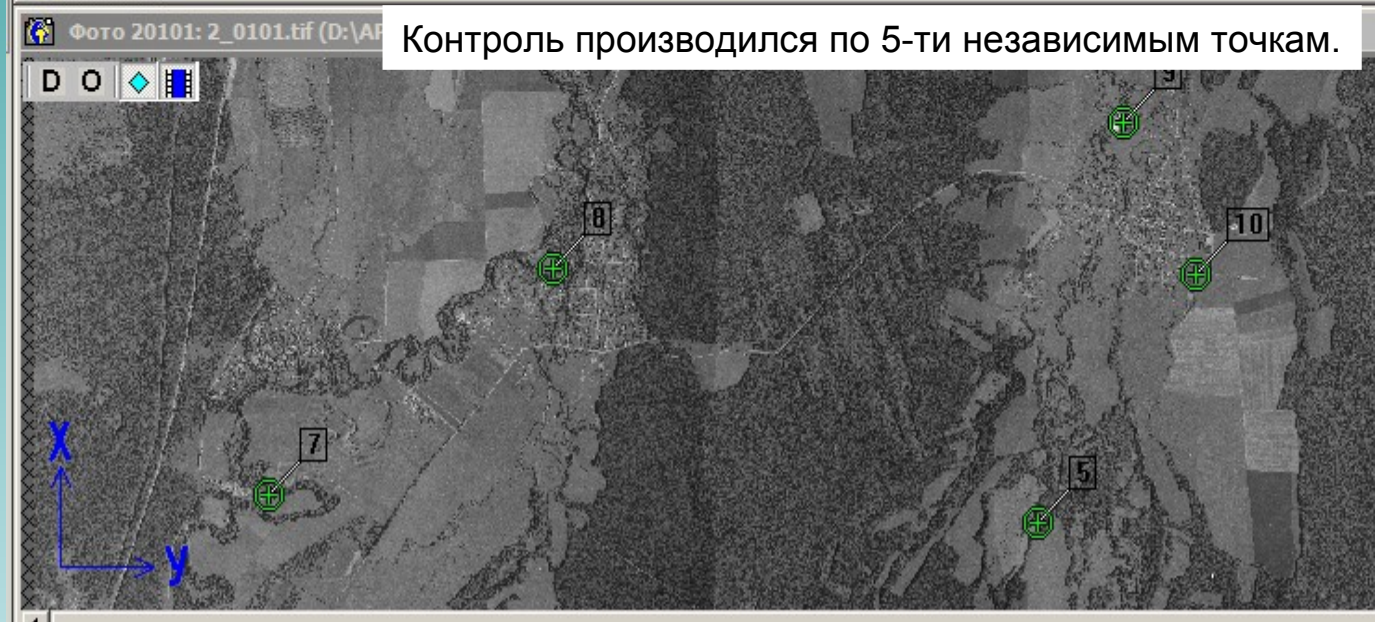 Фото 20101: 2_0101.tif (D:\AP
Контроль производился по 5-ти независимым точкам.
D O
9
8
10
7
5
X
y